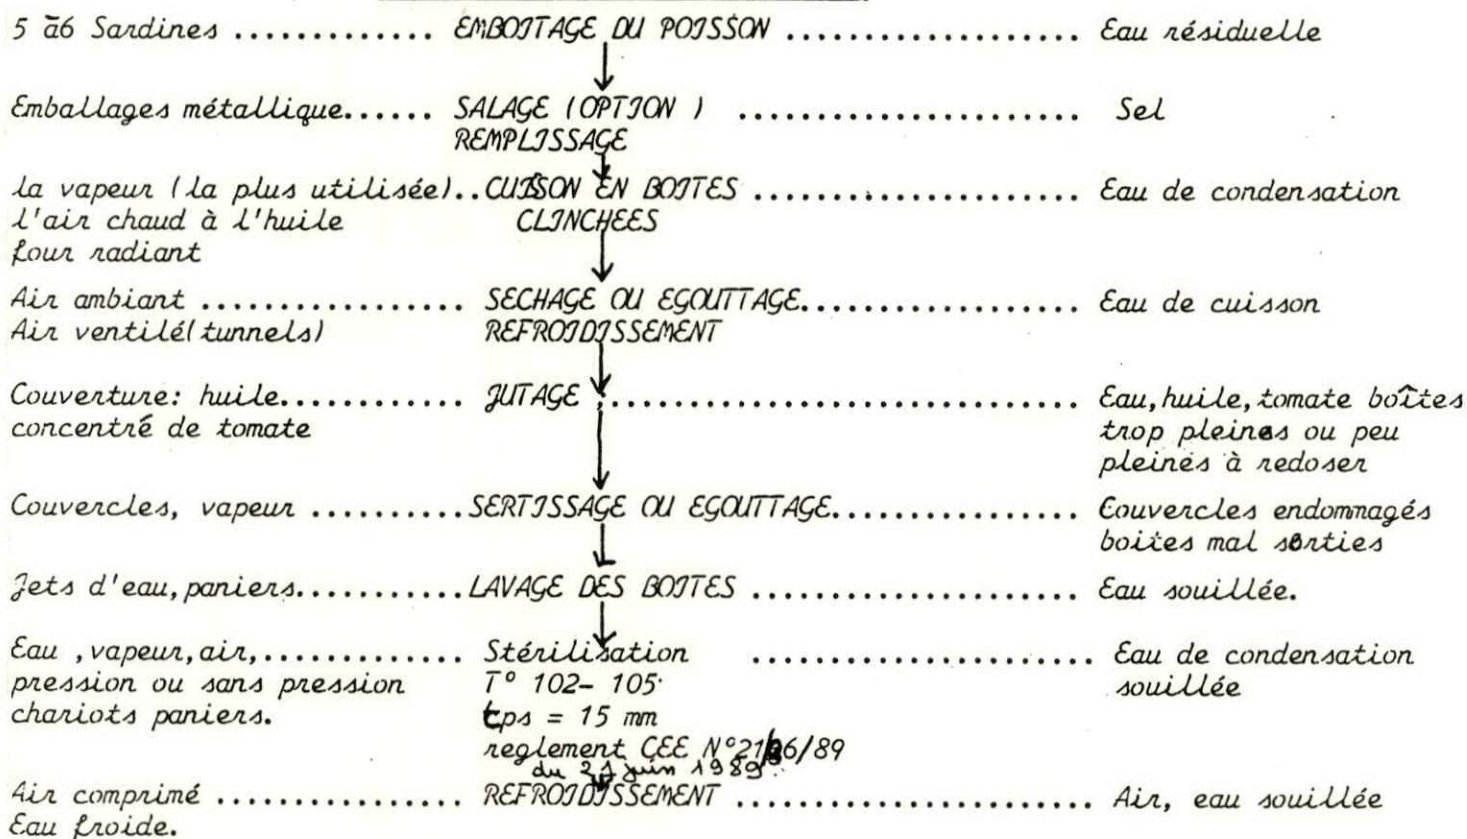 5 à6 Sardines ............. EMBOITAGE DU POISSON .................... Eau résiduelle
Emballages métallique...... SALAGE (OPTION ) ....................... Sel
REMPLISSAGE
la vapeur (la plus utilisée)..CUISSON EN BOITES ...................... Eau de condensation
l'air chaud à l'huile CLINCHEES
four radiant
Air ambiant ................. SECHAGE OU EGOUTTAGE................... Eau de cuisson
Air ventilé(tunnels) REFROIDISSEMENT
Couverture: huile............ JUTAGE ;............................... Eau,huile,tomate boîtes
concentré de tomate trop pleines ou peu
pleines à redoser
Couvercles, vapeur ..........SERTISSAGE OU EGOUTTAGE................. Couvercles endommagés
boites mal serties
Jets d'eau,paniers...........LAVAGE DES BOITES ...................... Eau souillée.
Eau ,vapeur,air,............. Stérilisation ....................... Eau de condensation
pression ou sans pression T° 102- 105 souillée
chariots paniers. tps = 15 mm
reglement CEE N°2136/89
du 21 juin 1989
Air comprimé ................ REFROIDISSEMENT ........................ Air, eau souillée
Eau froide.